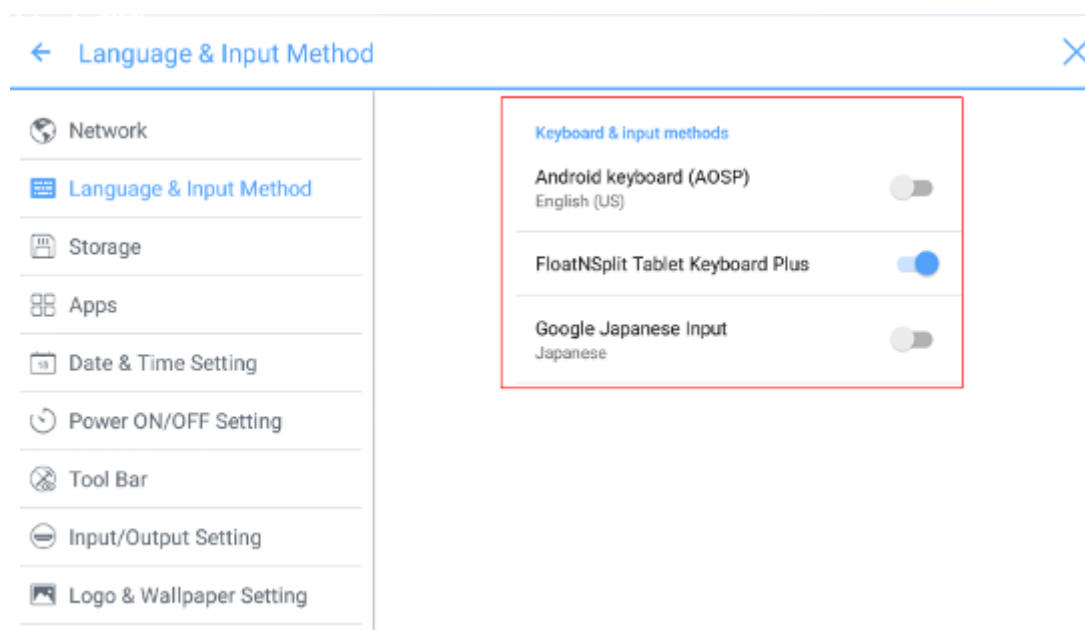 Language & Input Method
Network
Language & Input Method
Storage
Apps
Date & Time Setting
Power ON/OFF Setting
Tool Bar
Input/Output Setting
Logo & Wallpaper Setting
Keyboard & input methods
Android keyboard (AOSP)
English (US)
FloatNSplit Tablet Keyboard Plus
Google Japanese Input
Japanese